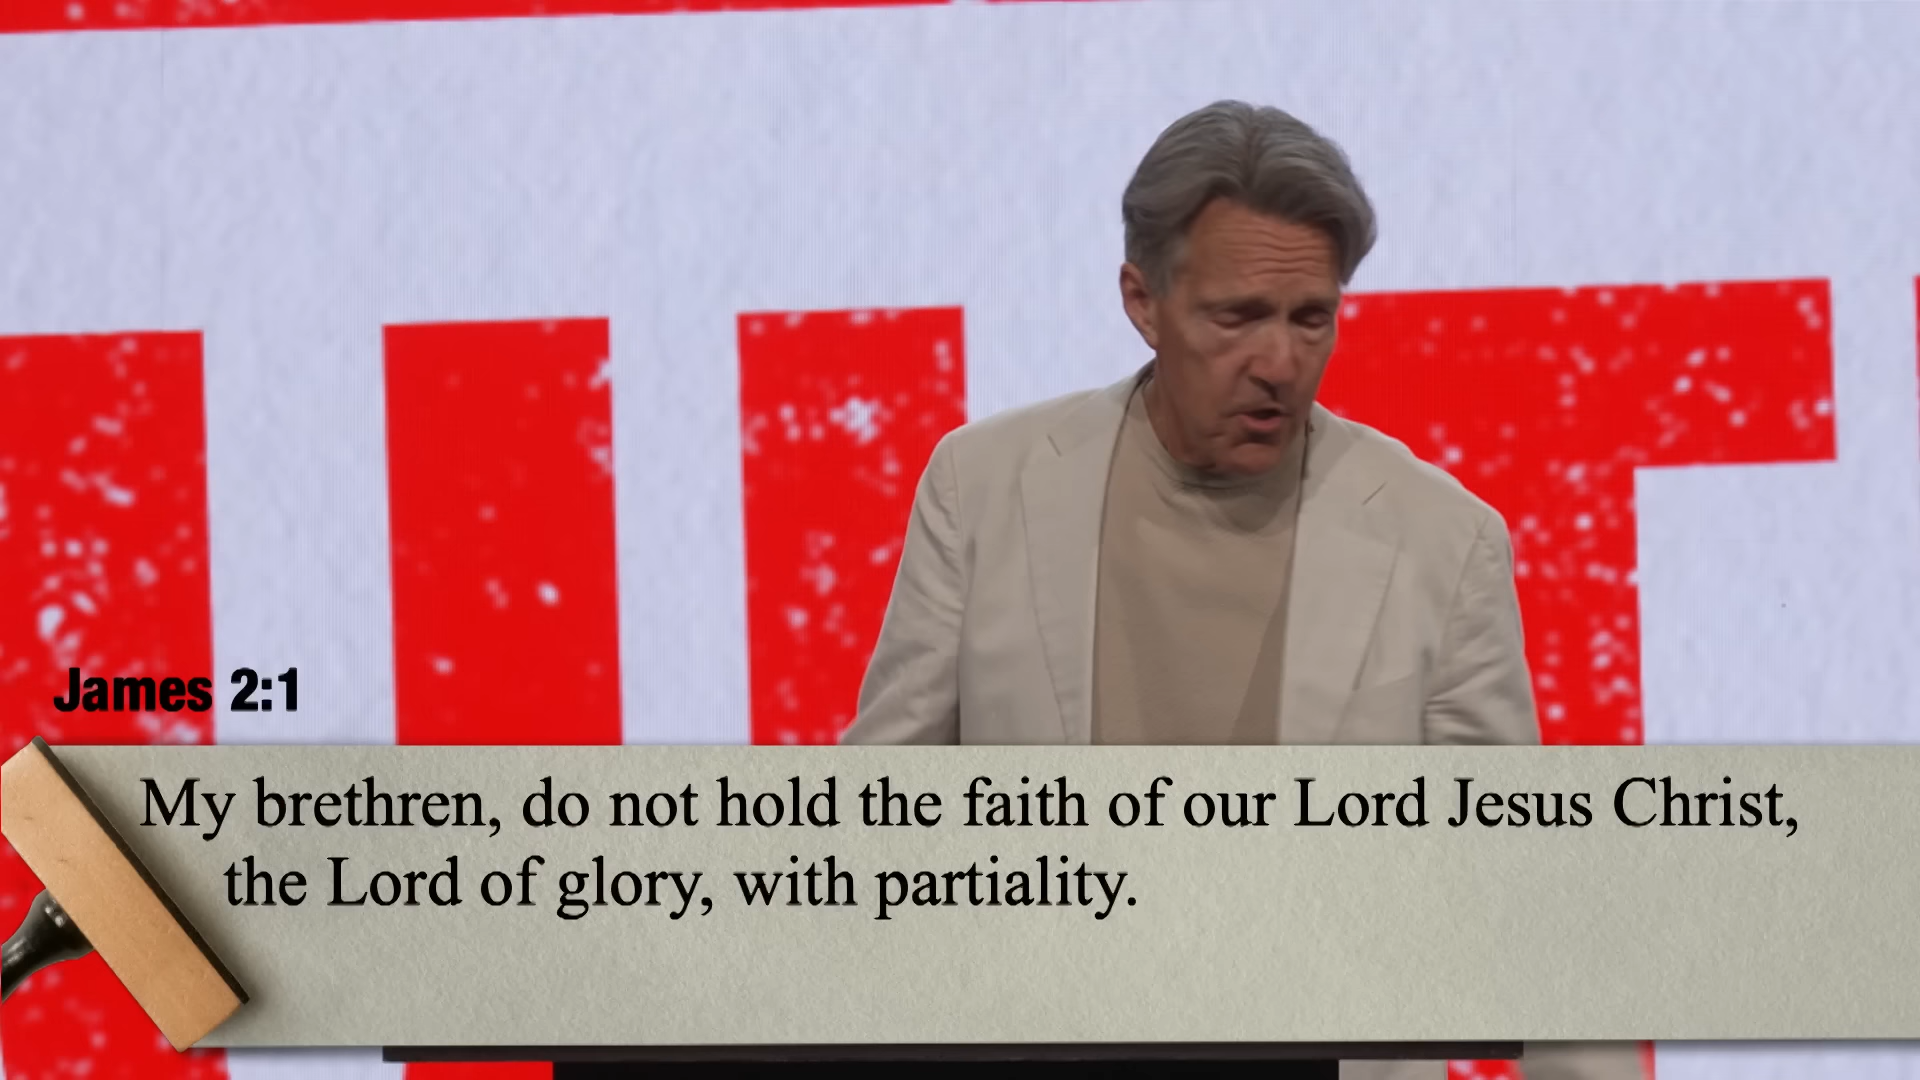 James 2:1
My brethren, do not hold the faith of our Lord Jesus Christ,
the Lord of glory, with partiality.